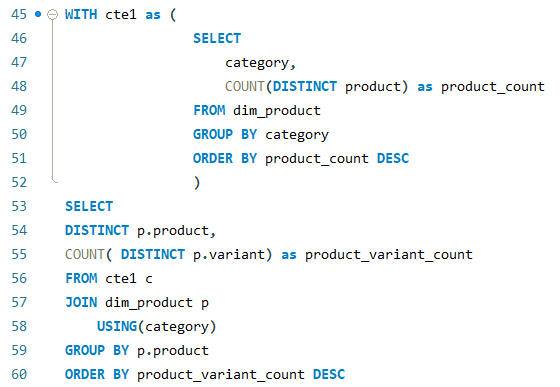 45 WITH cte1 as (
46 SELECT
47 category,
48 COUNT(DISTINCT product) as product_count
49 FROM dim_product
50 GROUP BY category
51 ORDER BY product_count DESC
52 )
53 SELECT
54 DISTINCT p.product,
55 COUNT( DISTINCT p.variant) as product_variant_count
56 FROM cte1 c
57 JOIN dim_product p
58 USING(category)
59 GROUP BY p.product
60 ORDER BY product_variant_count DESC